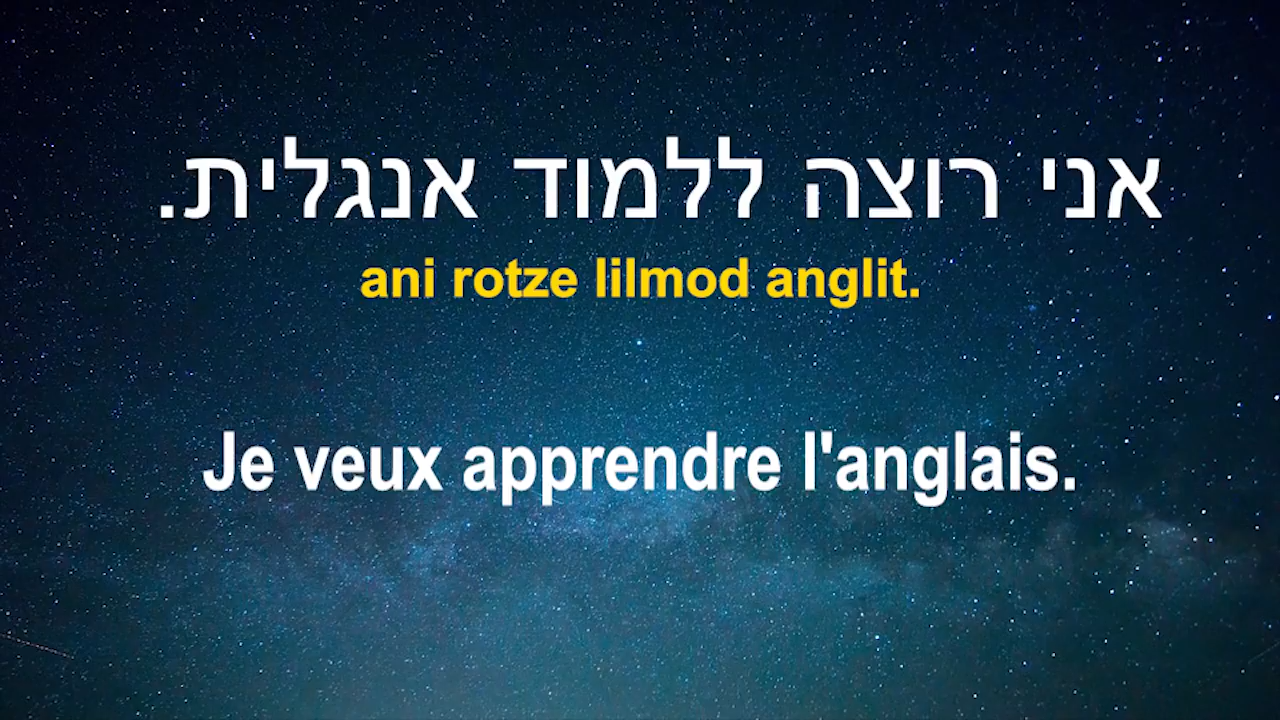 אני רוצה ללמוד אנגלית.
ani rotze lilmod anglit.
Je veux apprendre l'anglais.